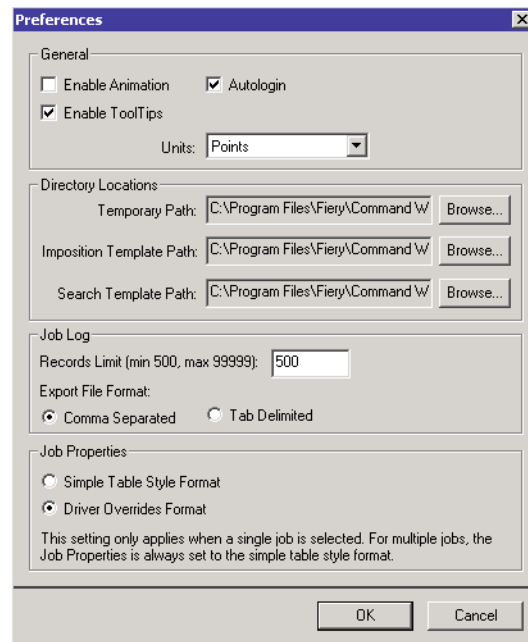 Preferences
General
Enable Animation
Autologin
Enable ToolTips
Units: Points
Directory Locations
Temporary Path: C:\Program Files\Fiery\Command W Browse...
Imposition Template Path: C:\Program Files\Fiery\Command W Browse...
Search Template Path: C:\Program Files\Fiery\Command W Browse...
Job Log
Records Limit (min 500, max 99999): 500
Export File Format:
Comma Separated
Tab Delimited
Job Properties
Simple Table Style Format
Driver Overrides Format
This setting only applies when a single job is selected. For multiple jobs, the
Job Properties is always set to the simple table style format.
OK
Cancel